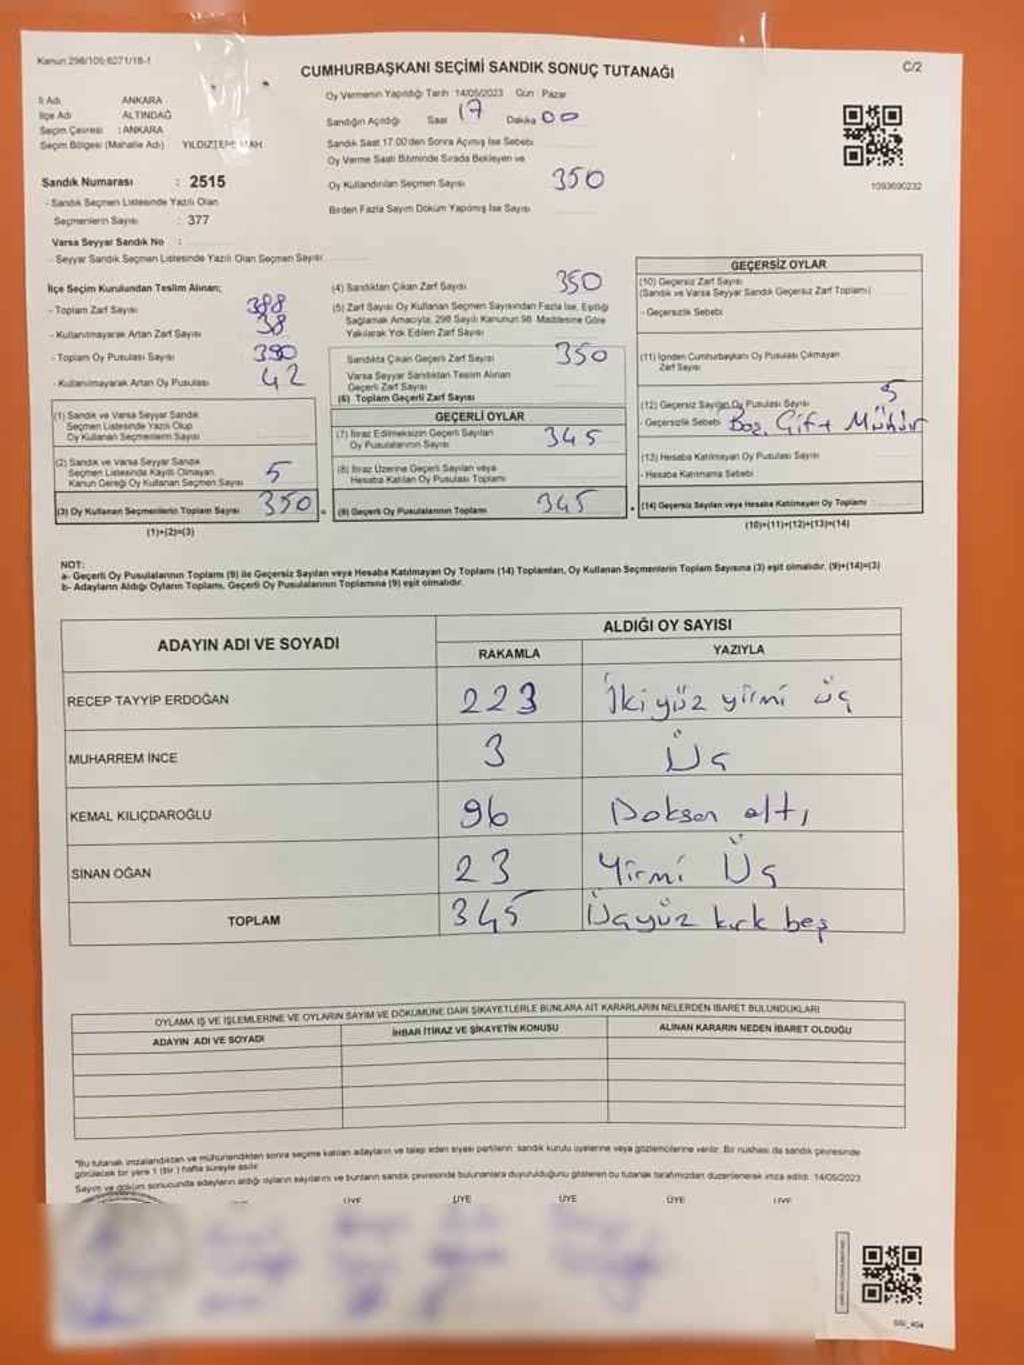 Kanun 298/105;6271/18-1
CUMHURBAŞKANI SEÇİMİ SANDIK SONUÇ TUTANAĞI
C/2
İl Adı ANKARA
İlçe Adı ALTINDAĞ
Seçim Çevresi : ANKARA
Seçim Bölgesi (Mahalle Adı) MAH.
Oy Vermenin Yapıldığı Tarih 14/05/2023 Gün : Pazar
Sandığın Açıldığı Saat 17 Dakika 00
Sandık Saat 17.00'den Sonra Açılmış İse Sebebi
Oy Verme Saati Bitiminde Sırada Bekleyen ve
Oy Kullandırılan Seçmen Sayısı 350
Birden Fazla Sayım Döküm Yapılmış İse Sayısı
1093690232
Sandık Numarası : 2515
- Sandık Seçmen Listesinde Yazılı Olan
Seçmenlerin Sayısı : 377
Varsa Seyyar Sandık No :
- Seyyar Sandık Seçmen Listesinde Yazılı Olan Seçmen Sayısı
İlçe Seçim Kurulundan Teslim Alınan;
- Toplam Zarf Sayısı 388
- Kullanılmayarak Artan Zarf Sayısı 38
- Toplam Oy Pusulası Sayısı 390
- Kullanılmayarak Artan Oy Pusulası 42
(1) Sandık ve Varsa Seyyar Sandık
Seçmen Listesinde Yazılı Olup
Oy Kullanan Seçmenlerin Sayısı
(2) Sandık ve Varsa Seyyar Sandık
Seçmen Listesinde Kayıtlı Olmayan
Kanun Gereği Oy Kullanan Seçmen Sayısı 5
(3) Oy Kullanan Seçmenlerin Toplam Sayısı 350
(1)+(2)=(3)
(4) Sandıktan Çıkan Zarf Sayısı 350
(5) Zarf Sayısı Oy Kullanan Seçmen Sayısından Fazla İse, Eşitliği
Sağlamak Amacıyla, 298 Sayılı Kanunun 98. Maddesine Göre
Yakılarak Yok Edilen Zarf Sayısı
Sandıkta Çıkan Geçerli Zarf Sayısı 350
Varsa Seyyar Sandıktan Teslim Alınan
Geçerli Zarf Sayısı
(6) Toplam Geçerli Zarf Sayısı
GEÇERLİ OYLAR
(7) İtiraz Edilmeksizin Geçerli Sayılan
Oy Pusulalarının Sayısı 345
(8) İtiraz Üzerine Geçerli Sayılan veya
Hesaba Katılan Oy Pusulası Toplamı
(9) Geçerli Oy Pusulalarının Toplamı 345
GEÇERSİZ OYLAR
(10) Geçersiz Zarf Sayısı
(Sandık ve Varsa Seyyar Sandık Geçersiz Zarf Toplamı)
- Geçersizlik Sebebi
(11) İçinden Cumhurbaşkanı Oy Pusulası Çıkmayan
Zarf Sayısı
(12) Geçersiz Sayılan Oy Pusulası Sayısı 5
- Geçersizlik Sebebi Boş, Çift Mühür
(13) Hesaba Katılmayan Oy Pusulası Sayısı
- Hesaba Katılmama Sebebi
(14) Geçersiz Sayılan veya Hesaba Katılmayan Oy Toplamı
(10)+(11)+(12)+(13)=(14)
NOT:
a- Geçerli Oy Pusulalarının Toplamı (9) ile Geçersiz Sayılan veya Hesaba Katılmayan Oy Toplamı (14) Toplamları, Oy Kullanan Seçmenlerin Toplam Sayısına (3) eşit olmalıdır. (9)+(14)=(3)
b- Adayların Aldığı Oyların Toplamı, Geçerli Oy Pusulalarının Toplamına (9) eşit olmalıdır.
ADAYIN ADI VE SOYADI ALDIĞI OY SAYISI
RAKAMLA YAZIYLA
RECEP TAYYİP ERDOĞAN 223 İkiyüz yirmi üç
MUHARREM İNCE 3 Üç
KEMAL KILIÇDAROĞLU 96 Doksan altı
SİNAN OĞAN 23 Yirmi Üç
TOPLAM 345 Üçyüz kırk beş
OYLAMA İŞ VE İŞLEMLERİNE VE OYLARIN SAYIM VE DÖKÜMÜNE DAİR ŞİKAYETLERLE BUNLARA AİT KARARLARIN NELERDEN İBARET BULUNDUKLARI
ADAYIN ADI VE SOYADI İHBAR İTİRAZ VE ŞİKAYETİN KONUSU ALINAN KARARIN NEDEN İBARET OLDUĞU
*Bu tutanak imzalandıktan ve mühürlendikten sonra seçime katılan adayların ve talep eden siyasi partilerin, sandık kurulu üyelerine veya gözlemcilerine verilir. Bir nüshası da sandık çevresinde
görülecek bir yere 1 (bir) hafta süreyle asılır.
Sayım ve döküm sonucunda adayların aldığı oyların sayılarını ve bunların sandık çevresinde bulunanlara duyurulduğunu gösteren bu tutanak tarafımızdan düzenlenerek imza edildi. 14/05/2023
ÜYE ÜYE ÜYE ÜYE ÜYE